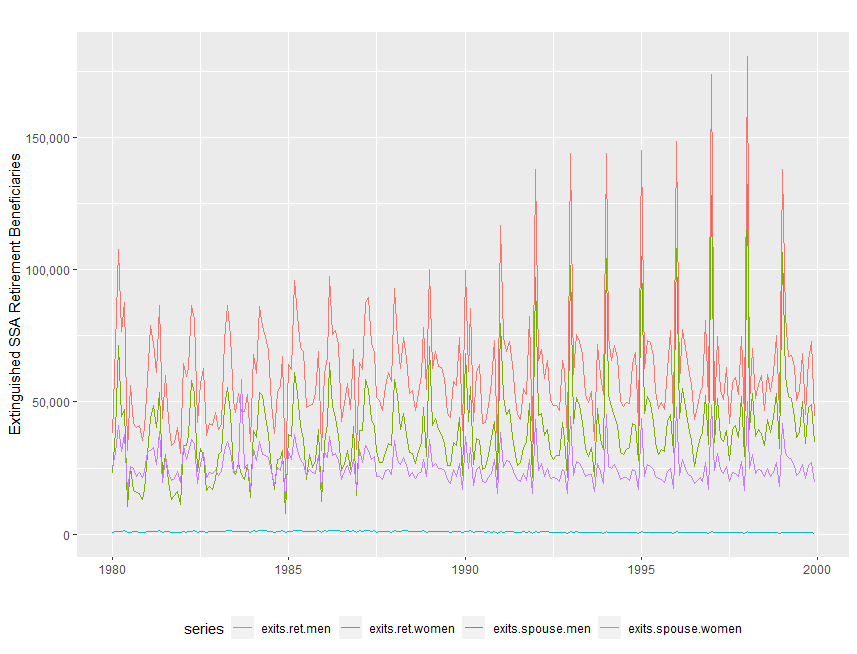 Extinguished SSA Retirement Beneficiaries
150,000
100,000
50,000
0
1980 1985 1990 1995 2000
series exits.ret.men exits.ret.women exits.spouse.men exits.spouse.women